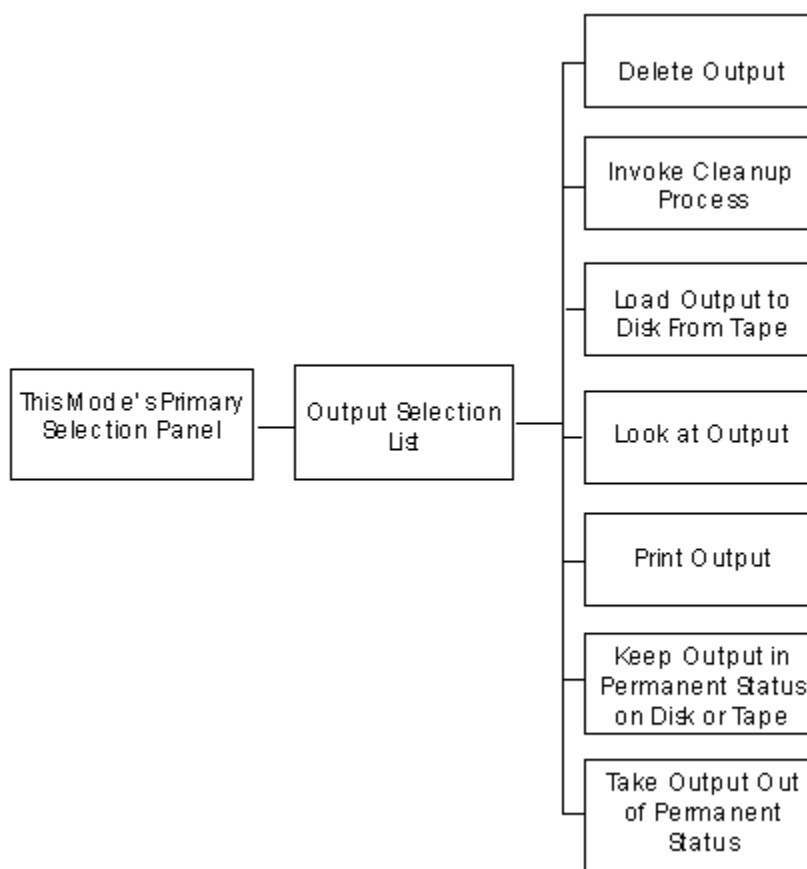 Delete Output
Invoke Cleanup
Process
Load Output to
Disk From Tape
This Mode's Primary
Selection Panel
Output Selection
List
Look at Output
Print Output
Keep Output in
Permanent Status
on Disk or Tape
Take Output Out
of Permanent
Status